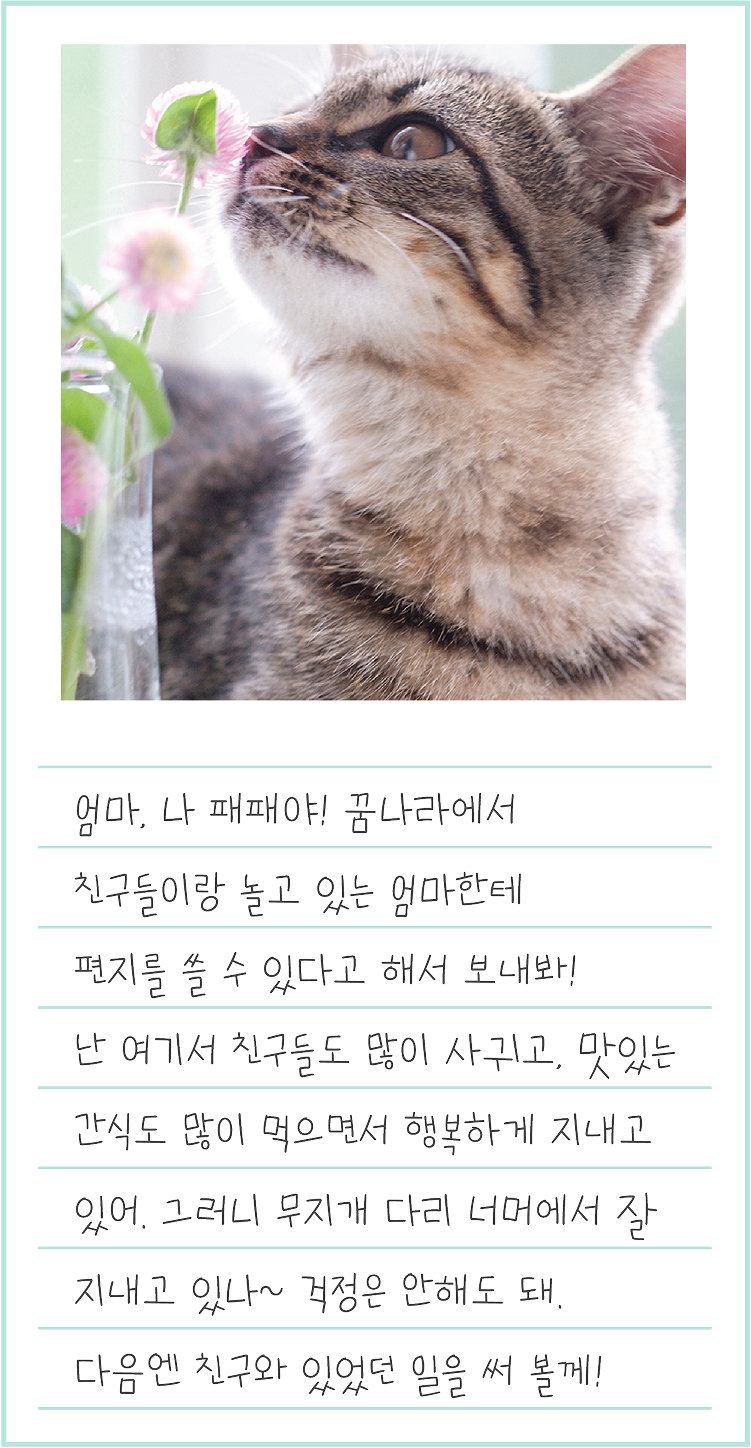 엄마, 나 패패야! 꿈나라에서
친구들이랑 놀고 있는 엄마한테
편지를 쓸 수 있다고 해서 보내봐!
난 여기서 친구들도 많이 사귀고, 맛있는
간식도 많이 먹으면서 행복하게 지내고
있어. 그러니 무지개 다리 너머에서 잘
지내고 있나~ 걱정은 안해도 돼.
다음엔 친구와 있었던 일을 써 볼께!